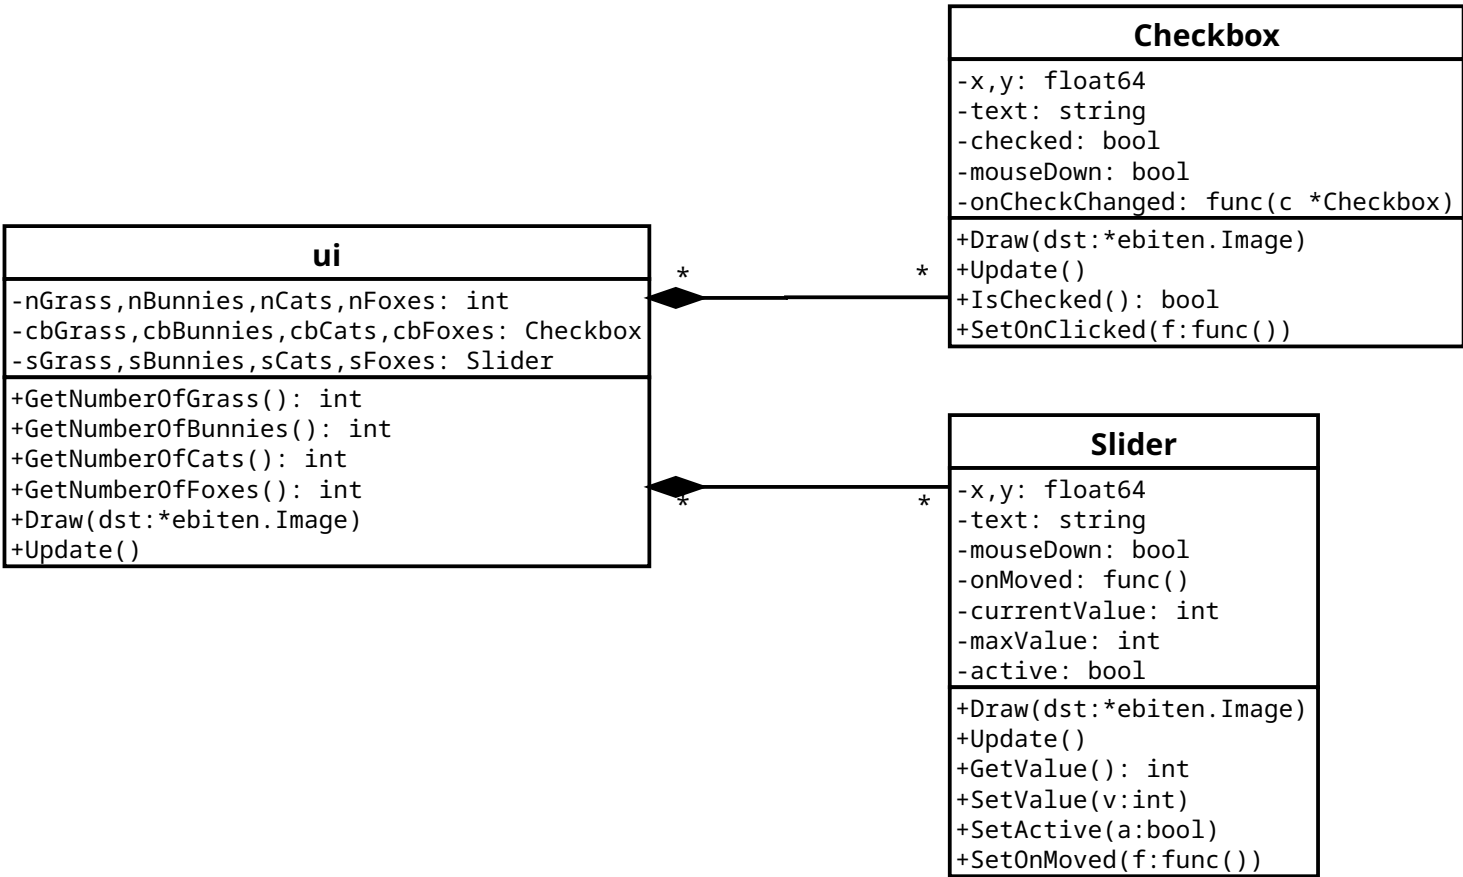 ui
-nGrass,nBunnies,nCats,nFoxes: int
-cbGrass,cbBunnies,cbCats,cbFoxes: Checkbox
-sGrass,sBunnies,sCats,sFoxes: Slider
+GetNumberOfGrass(): int
+GetNumberOfBunnies(): int
+GetNumberOfCats(): int
+GetNumberOfFoxes(): int
+Draw(dst:*ebiten.Image)
+Update()
* *
* *
Checkbox
-x,y: float64
-text: string
-checked: bool
-mouseDown: bool
-onCheckChanged: func(c *Checkbox)
+Draw(dst:*ebiten.Image)
+Update()
+IsChecked(): bool
+SetOnClicked(f:func())
Slider
-x,y: float64
-text: string
-mouseDown: bool
-onMoved: func()
-currentValue: int
-maxValue: int
-active: bool
+Draw(dst:*ebiten.Image)
+Update()
+GetValue(): int
+SetValue(v:int)
+SetActive(a:bool)
+SetOnMoved(f:func())